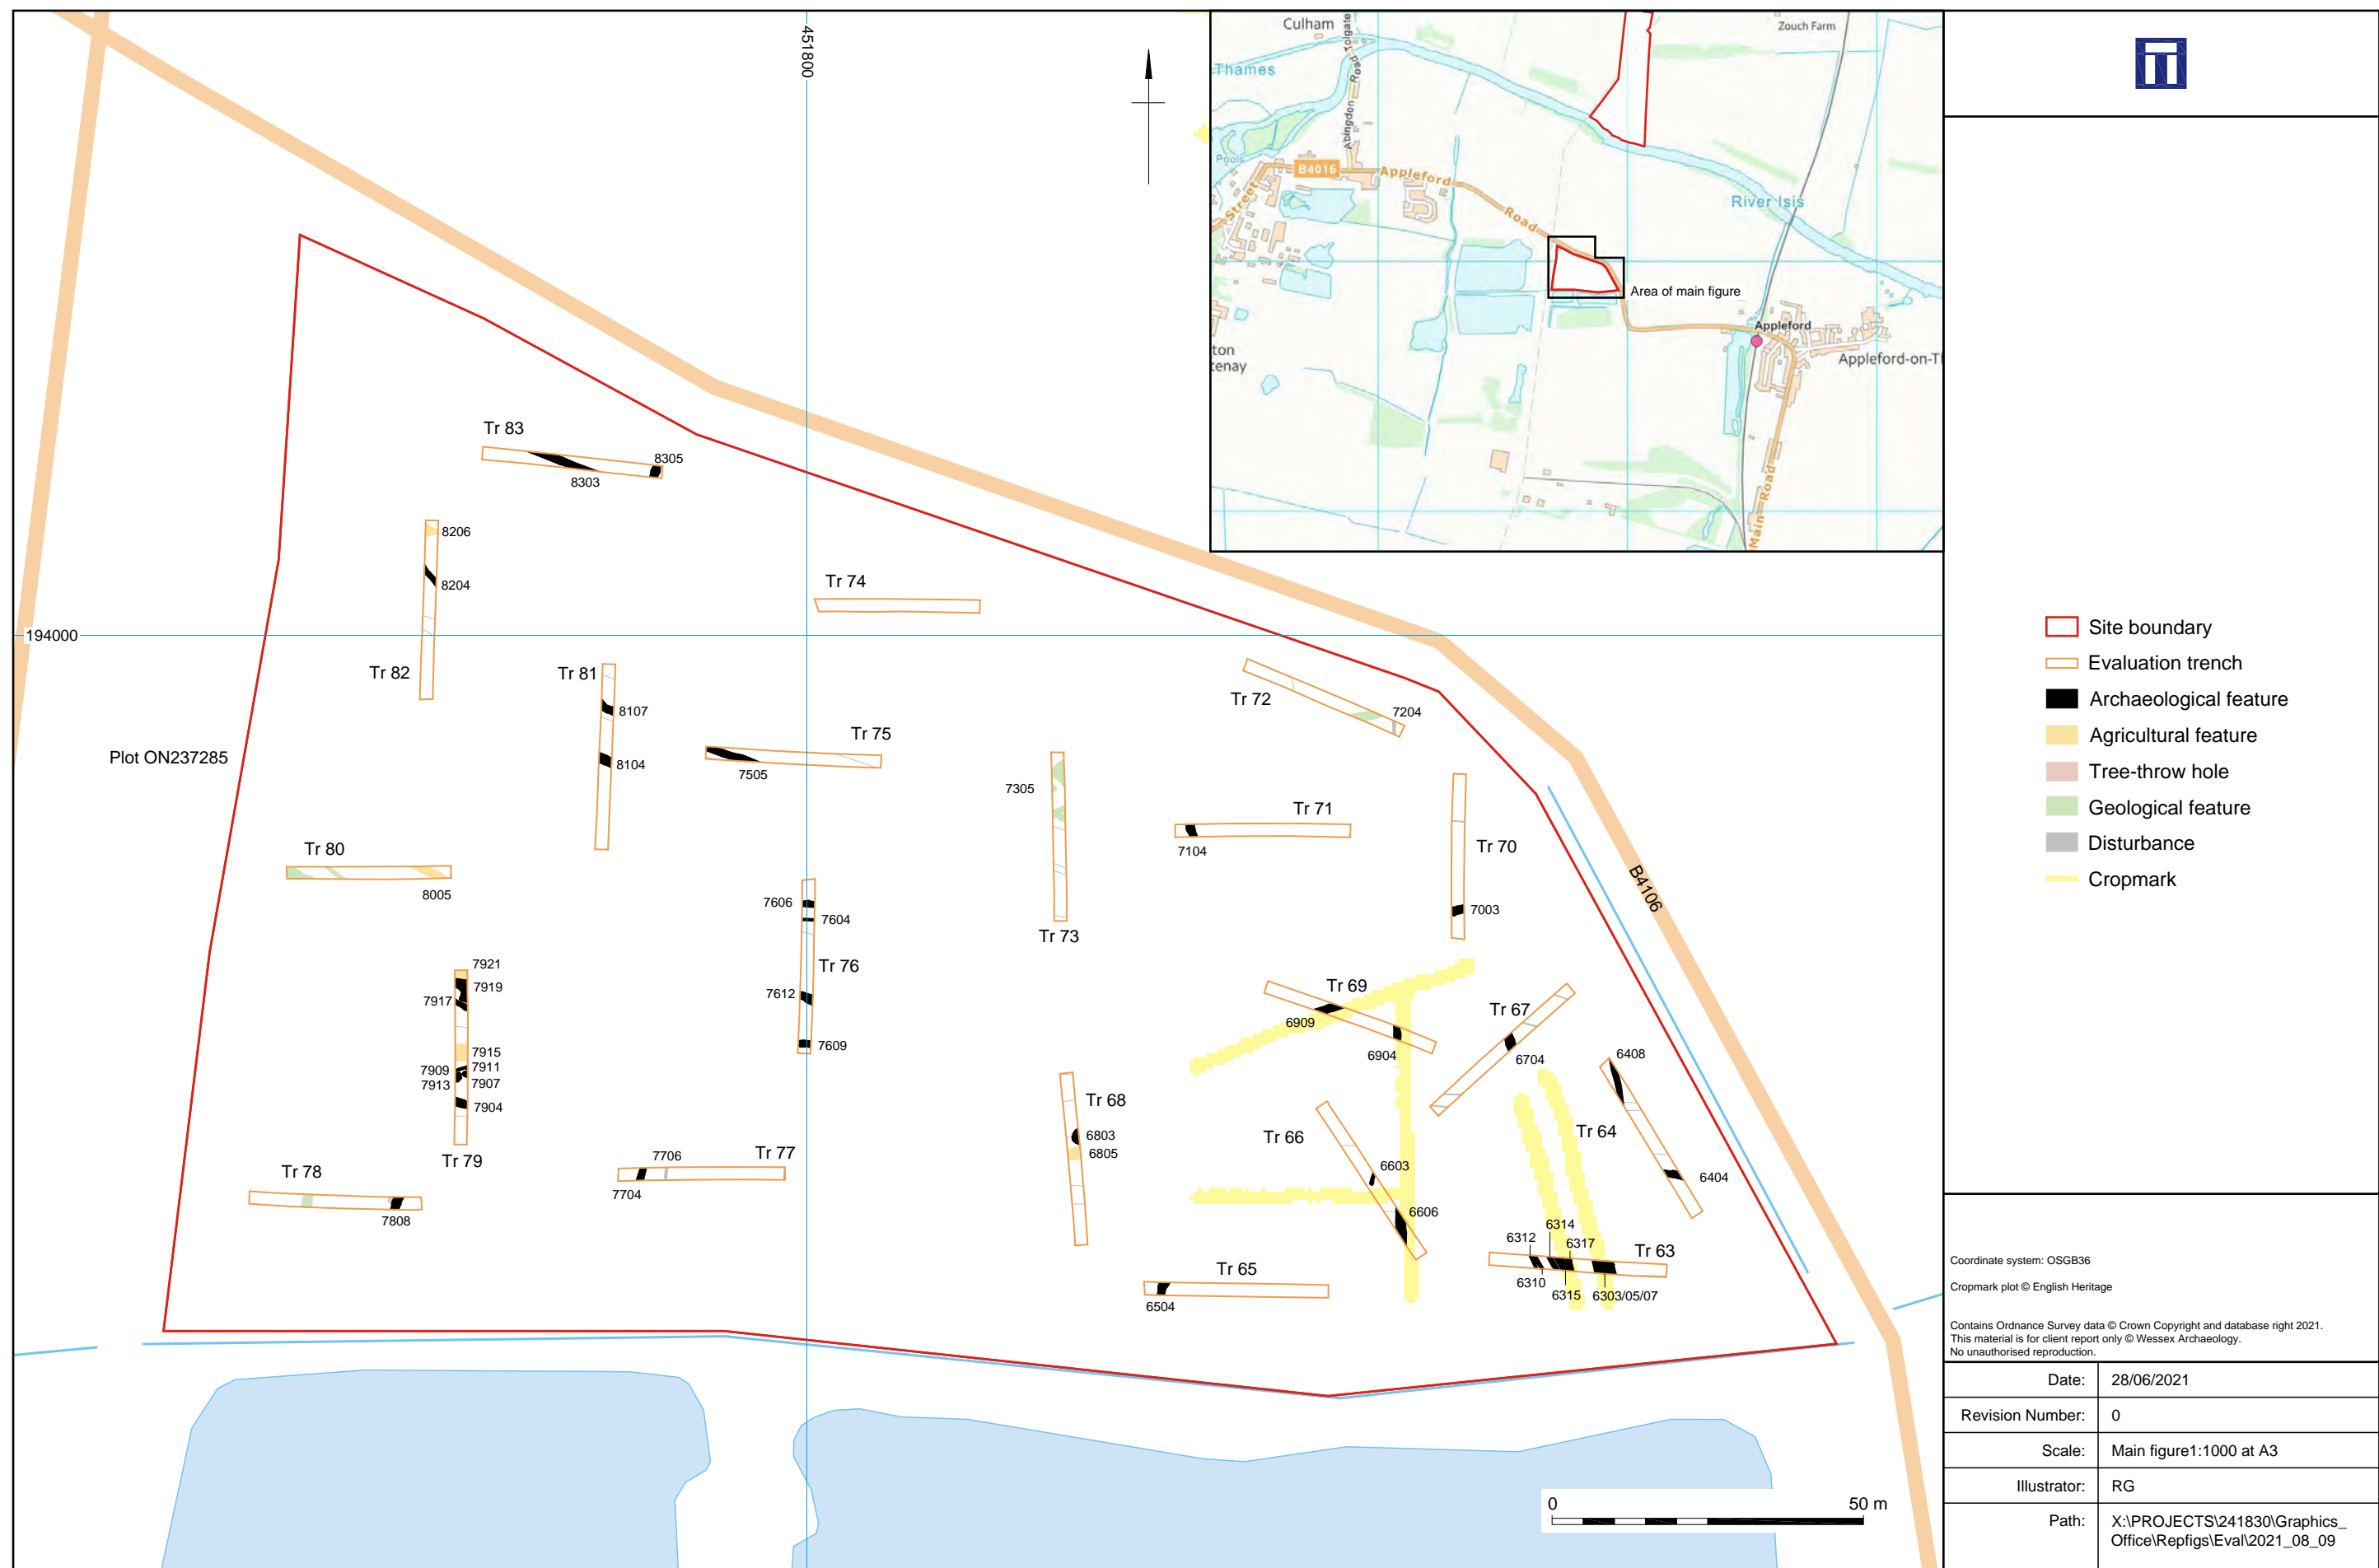 451800
194000
Plot ON237285
Tr 83
8305
8303
8206
8204
Tr 82
Tr 74
Tr 81
8107
8104
Tr 75
7505
Tr 72
7204
7305
Tr 73
Tr 71
7104
Tr 70
7003
B4106
Tr 80
8005
7606
7604
Tr 76
7612
7609
7921
7919
7917
7915
7909
7911
7913
7907
7904
Tr 79
Tr 78
7808
7706
Tr 77
7704
Tr 69
6909
6904
Tr 67
6704
6408
Tr 64
6404
Tr 68
6803
6805
Tr 66
6603
6606
Tr 65
6504
6314
6312
6317
Tr 63
6310
6315
6303/05/07
0 50 m
Culham
Zouch Farm
Thames
Abingdon Road
Tolgate
Pools
B4016
Appleford Road
Street
River Isis
Area of main figure
Appleford
Appleford-on-T
ton
tenay
Main Road
Site boundary
Evaluation trench
Archaeological feature
Agricultural feature
Tree-throw hole
Geological feature
Disturbance
Cropmark
Coordinate system: OSGB36
Cropmark plot © English Heritage
Contains Ordnance Survey data © Crown Copyright and database right 2021.
This material is for client report only © Wessex Archaeology.
No unauthorised reproduction.
Date: 28/06/2021
Revision Number: 0
Scale: Main figure1:1000 at A3
Illustrator: RG
Path: X:\PROJECTS\241830\Graphics_
Office\Repfigs\Eval\2021_08_09